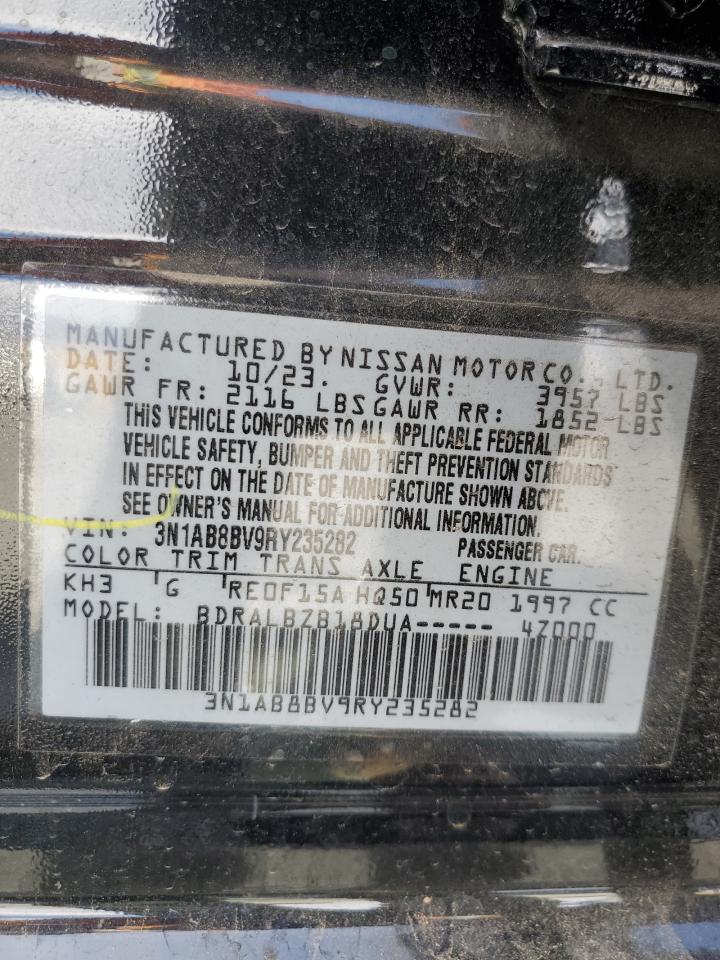 MANUFACTURED BY NISSAN MOTOR CO., LTD.
DATE: 10/23. GVWR: 3957 LBS
GAWR FR: 2116 LBS GAWR RR: 1852 LBS
THIS VEHICLE CONFORMS TO ALL APPLICABLE FEDERAL MOTOR
VEHICLE SAFETY, BUMPER AND THEFT PREVENTION STANDARDS
IN EFFECT ON THE DATE OF MANUFACTURE SHOWN ABOVE.
SEE OWNER'S MANUAL FOR ADDITIONAL INFORMATION.
VIN: 3N1AB8BV9RY235282 PASSENGER CAR.
COLOR TRIM TRANS AXLE ENGINE
KH3 G RE0F15A HQ50 MR20 1997 CC
MODEL: BDRALBZB18DUA----- 4Z000
3N1AB8BV9RY235282